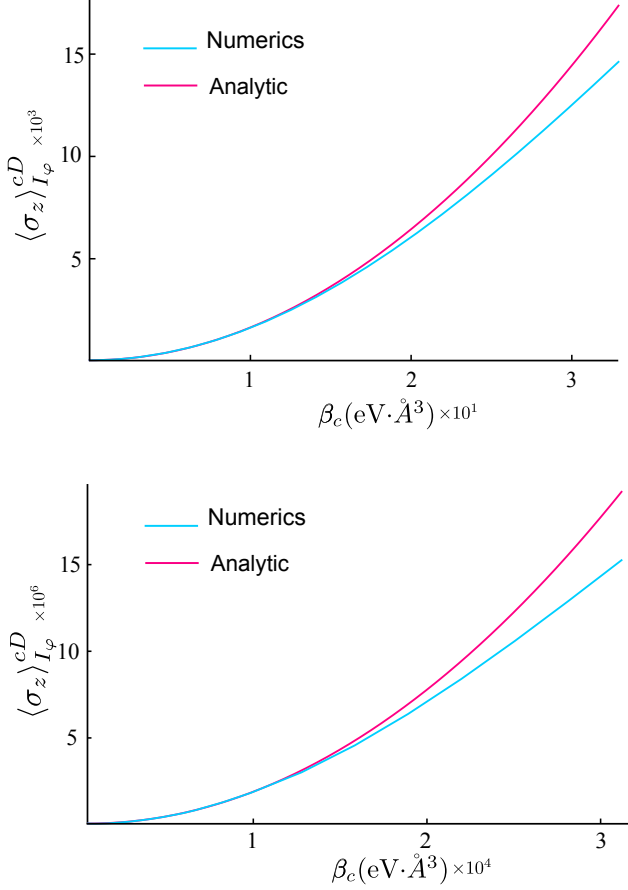 15
10
5
⟨σz⟩^{cD}_{Iφ} ×10³
Numerics
Analytic
1 2 3
βc(eV·Å³)×10¹
15
10
5
⟨σz⟩^{cD}_{Iφ} ×10⁶
Numerics
Analytic
1 2 3
βc(eV·Å³)×10⁴